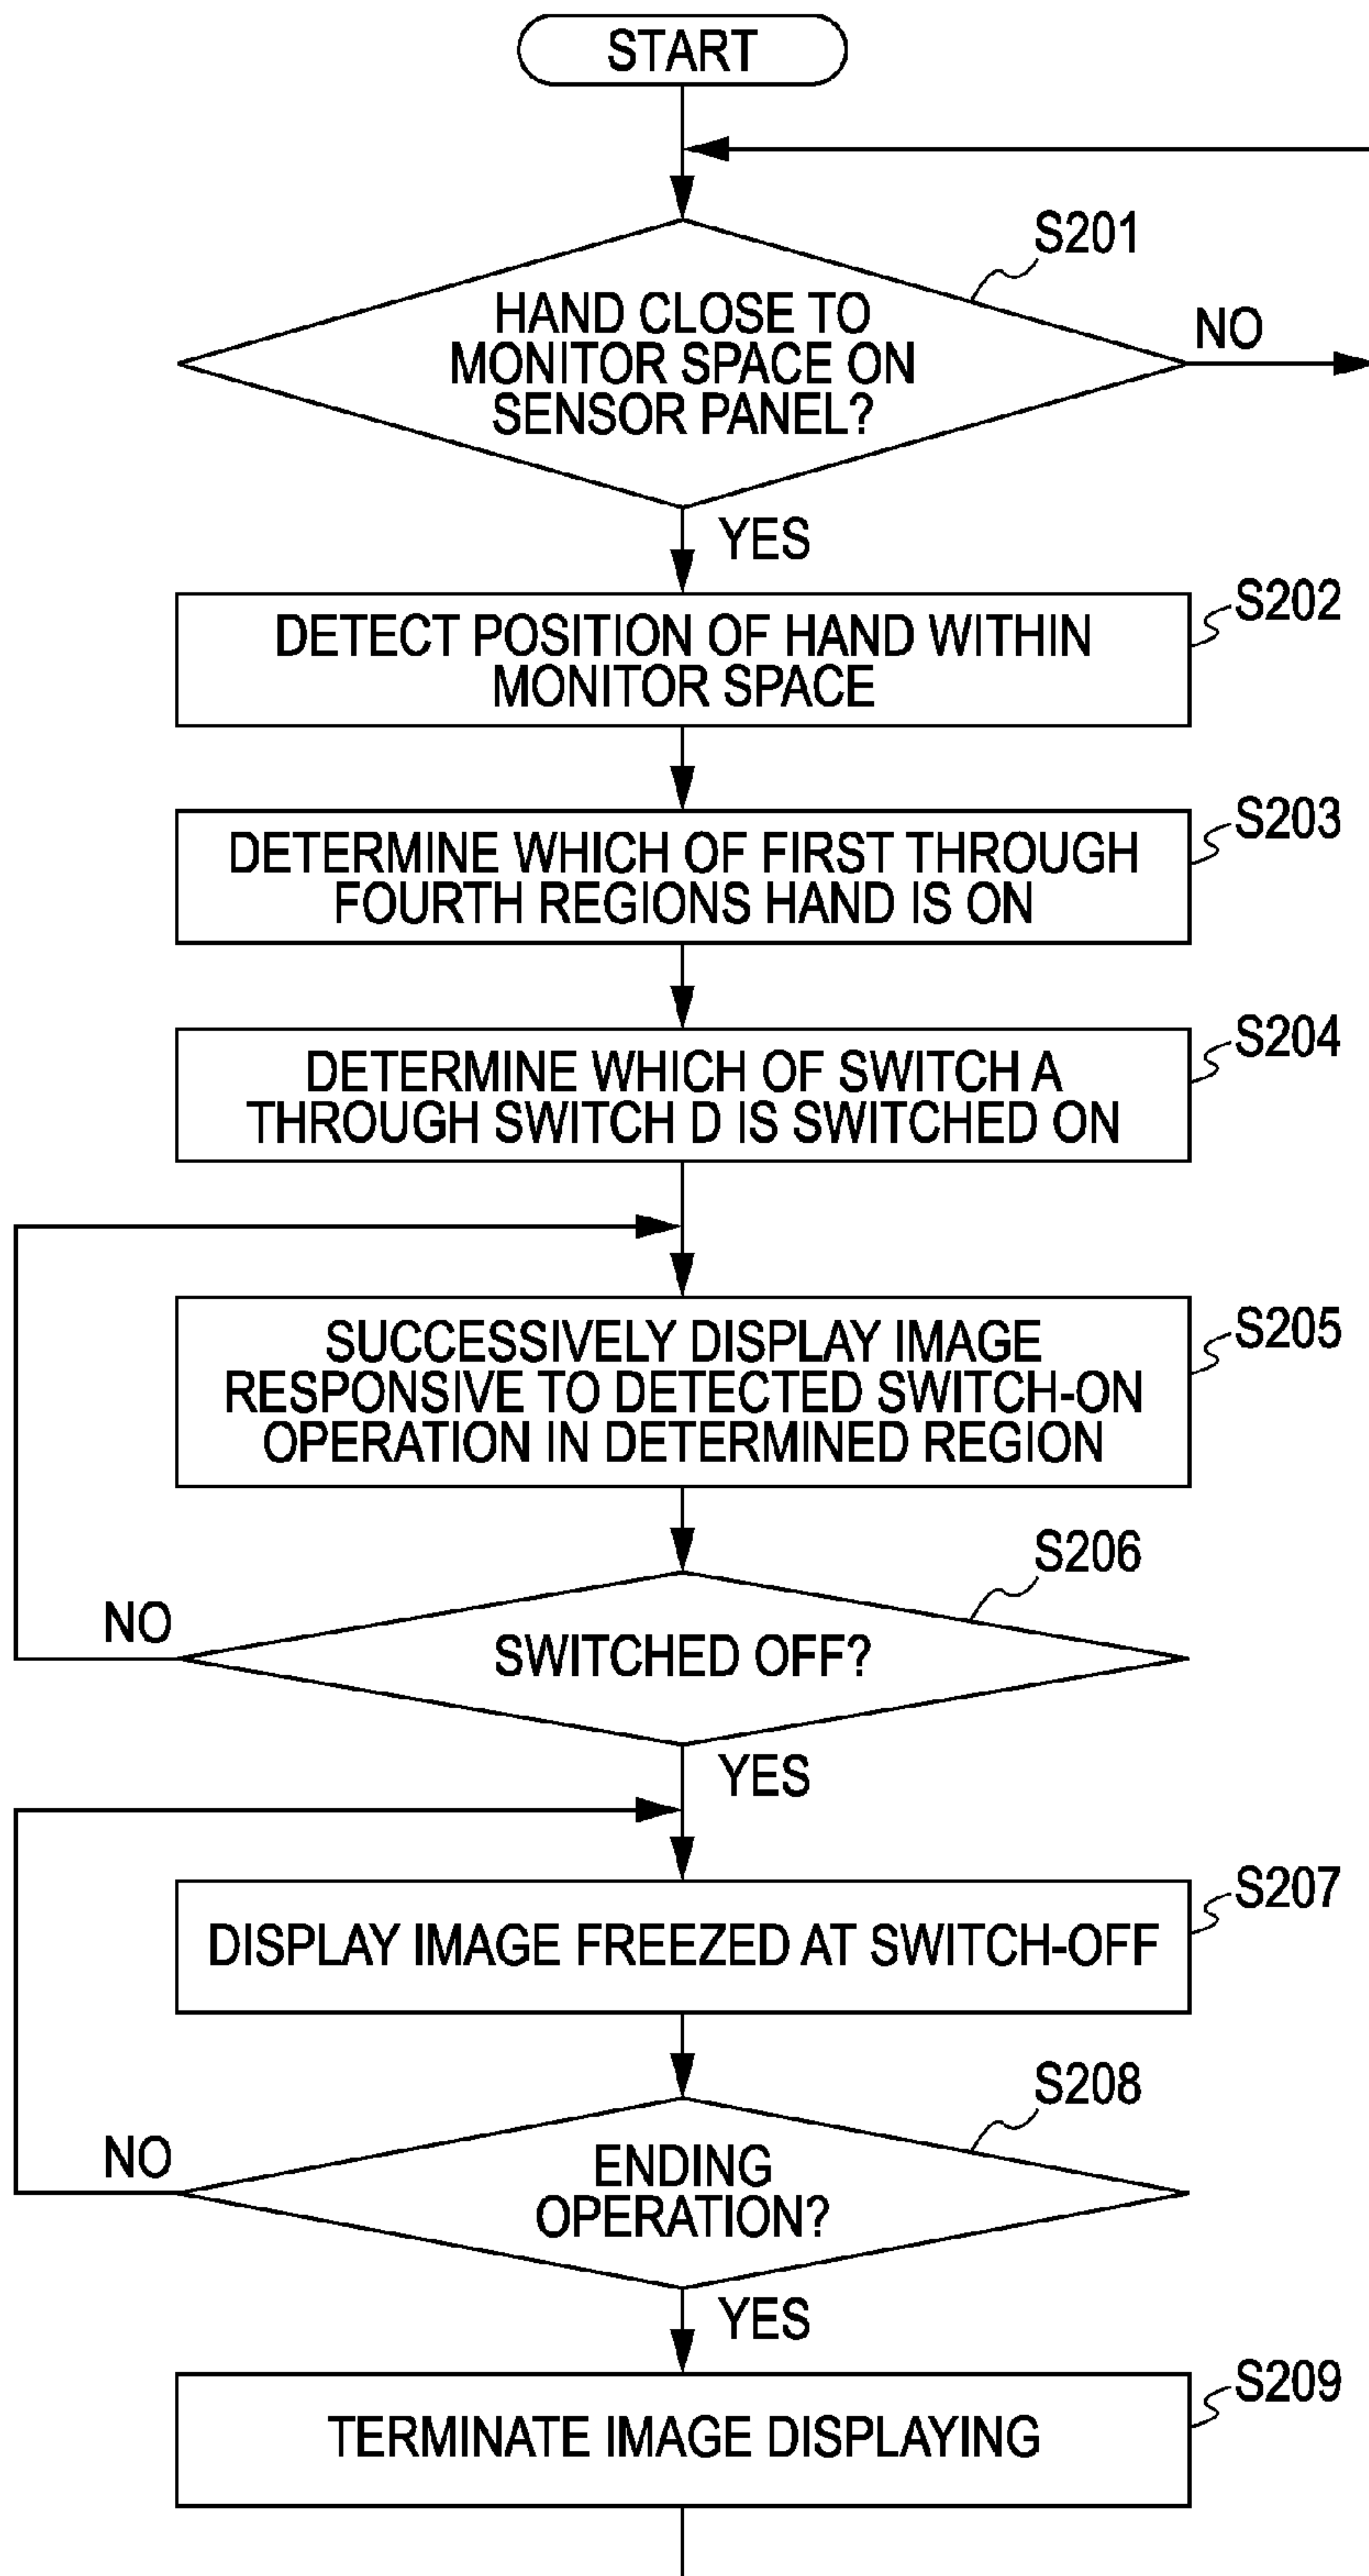 START
S201
HAND CLOSE TO
MONITOR SPACE ON
SENSOR PANEL?
NO
YES
S202
DETECT POSITION OF HAND WITHIN
MONITOR SPACE
S203
DETERMINE WHICH OF FIRST THROUGH
FOURTH REGIONS HAND IS ON
S204
DETERMINE WHICH OF SWITCH A
THROUGH SWITCH D IS SWITCHED ON
S205
SUCCESSIVELY DISPLAY IMAGE
RESPONSIVE TO DETECTED SWITCH-ON
OPERATION IN DETERMINED REGION
S206
NO
SWITCHED OFF?
YES
S207
DISPLAY IMAGE FREEZED AT SWITCH-OFF
S208
NO
ENDING
OPERATION?
YES
S209
TERMINATE IMAGE DISPLAYING